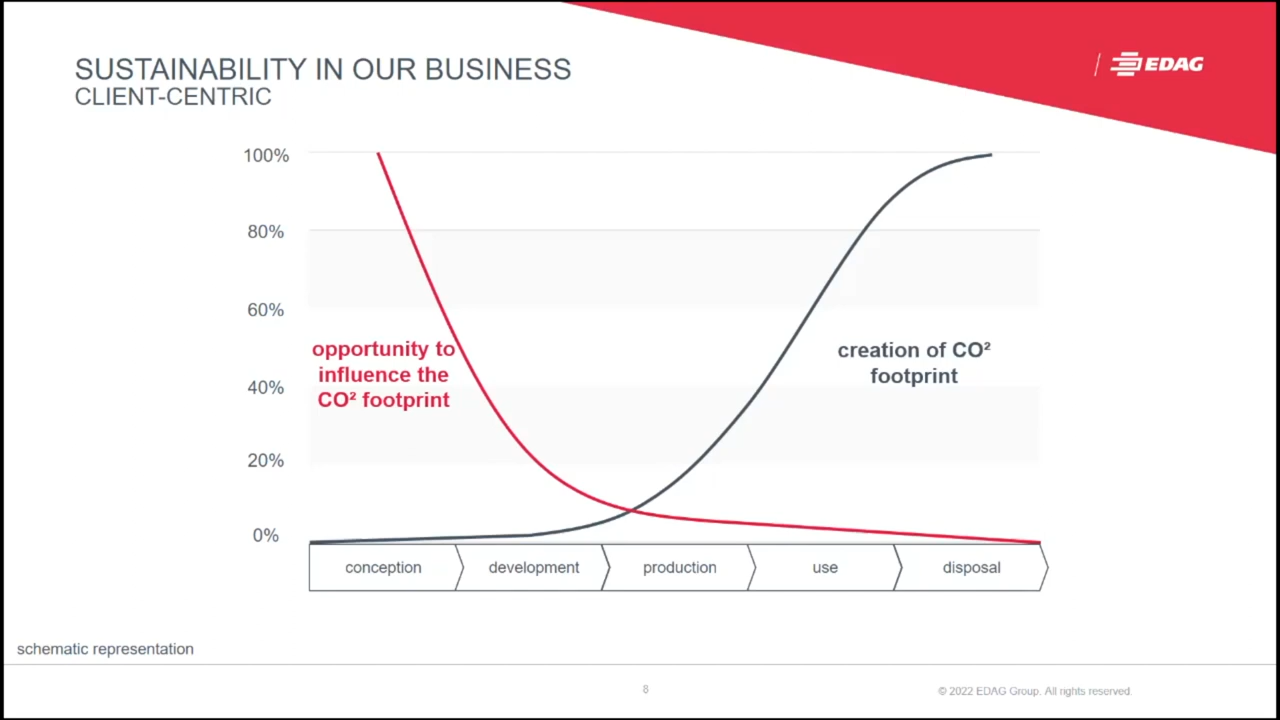 SUSTAINABILITY IN OUR BUSINESS
CLIENT-CENTRIC
EDAG
100%
80%
60%
40%
20%
0%
opportunity to
influence the
CO² footprint
creation of CO²
footprint
conception
development
production
use
disposal
schematic representation
8
© 2022 EDAG Group. All rights reserved.